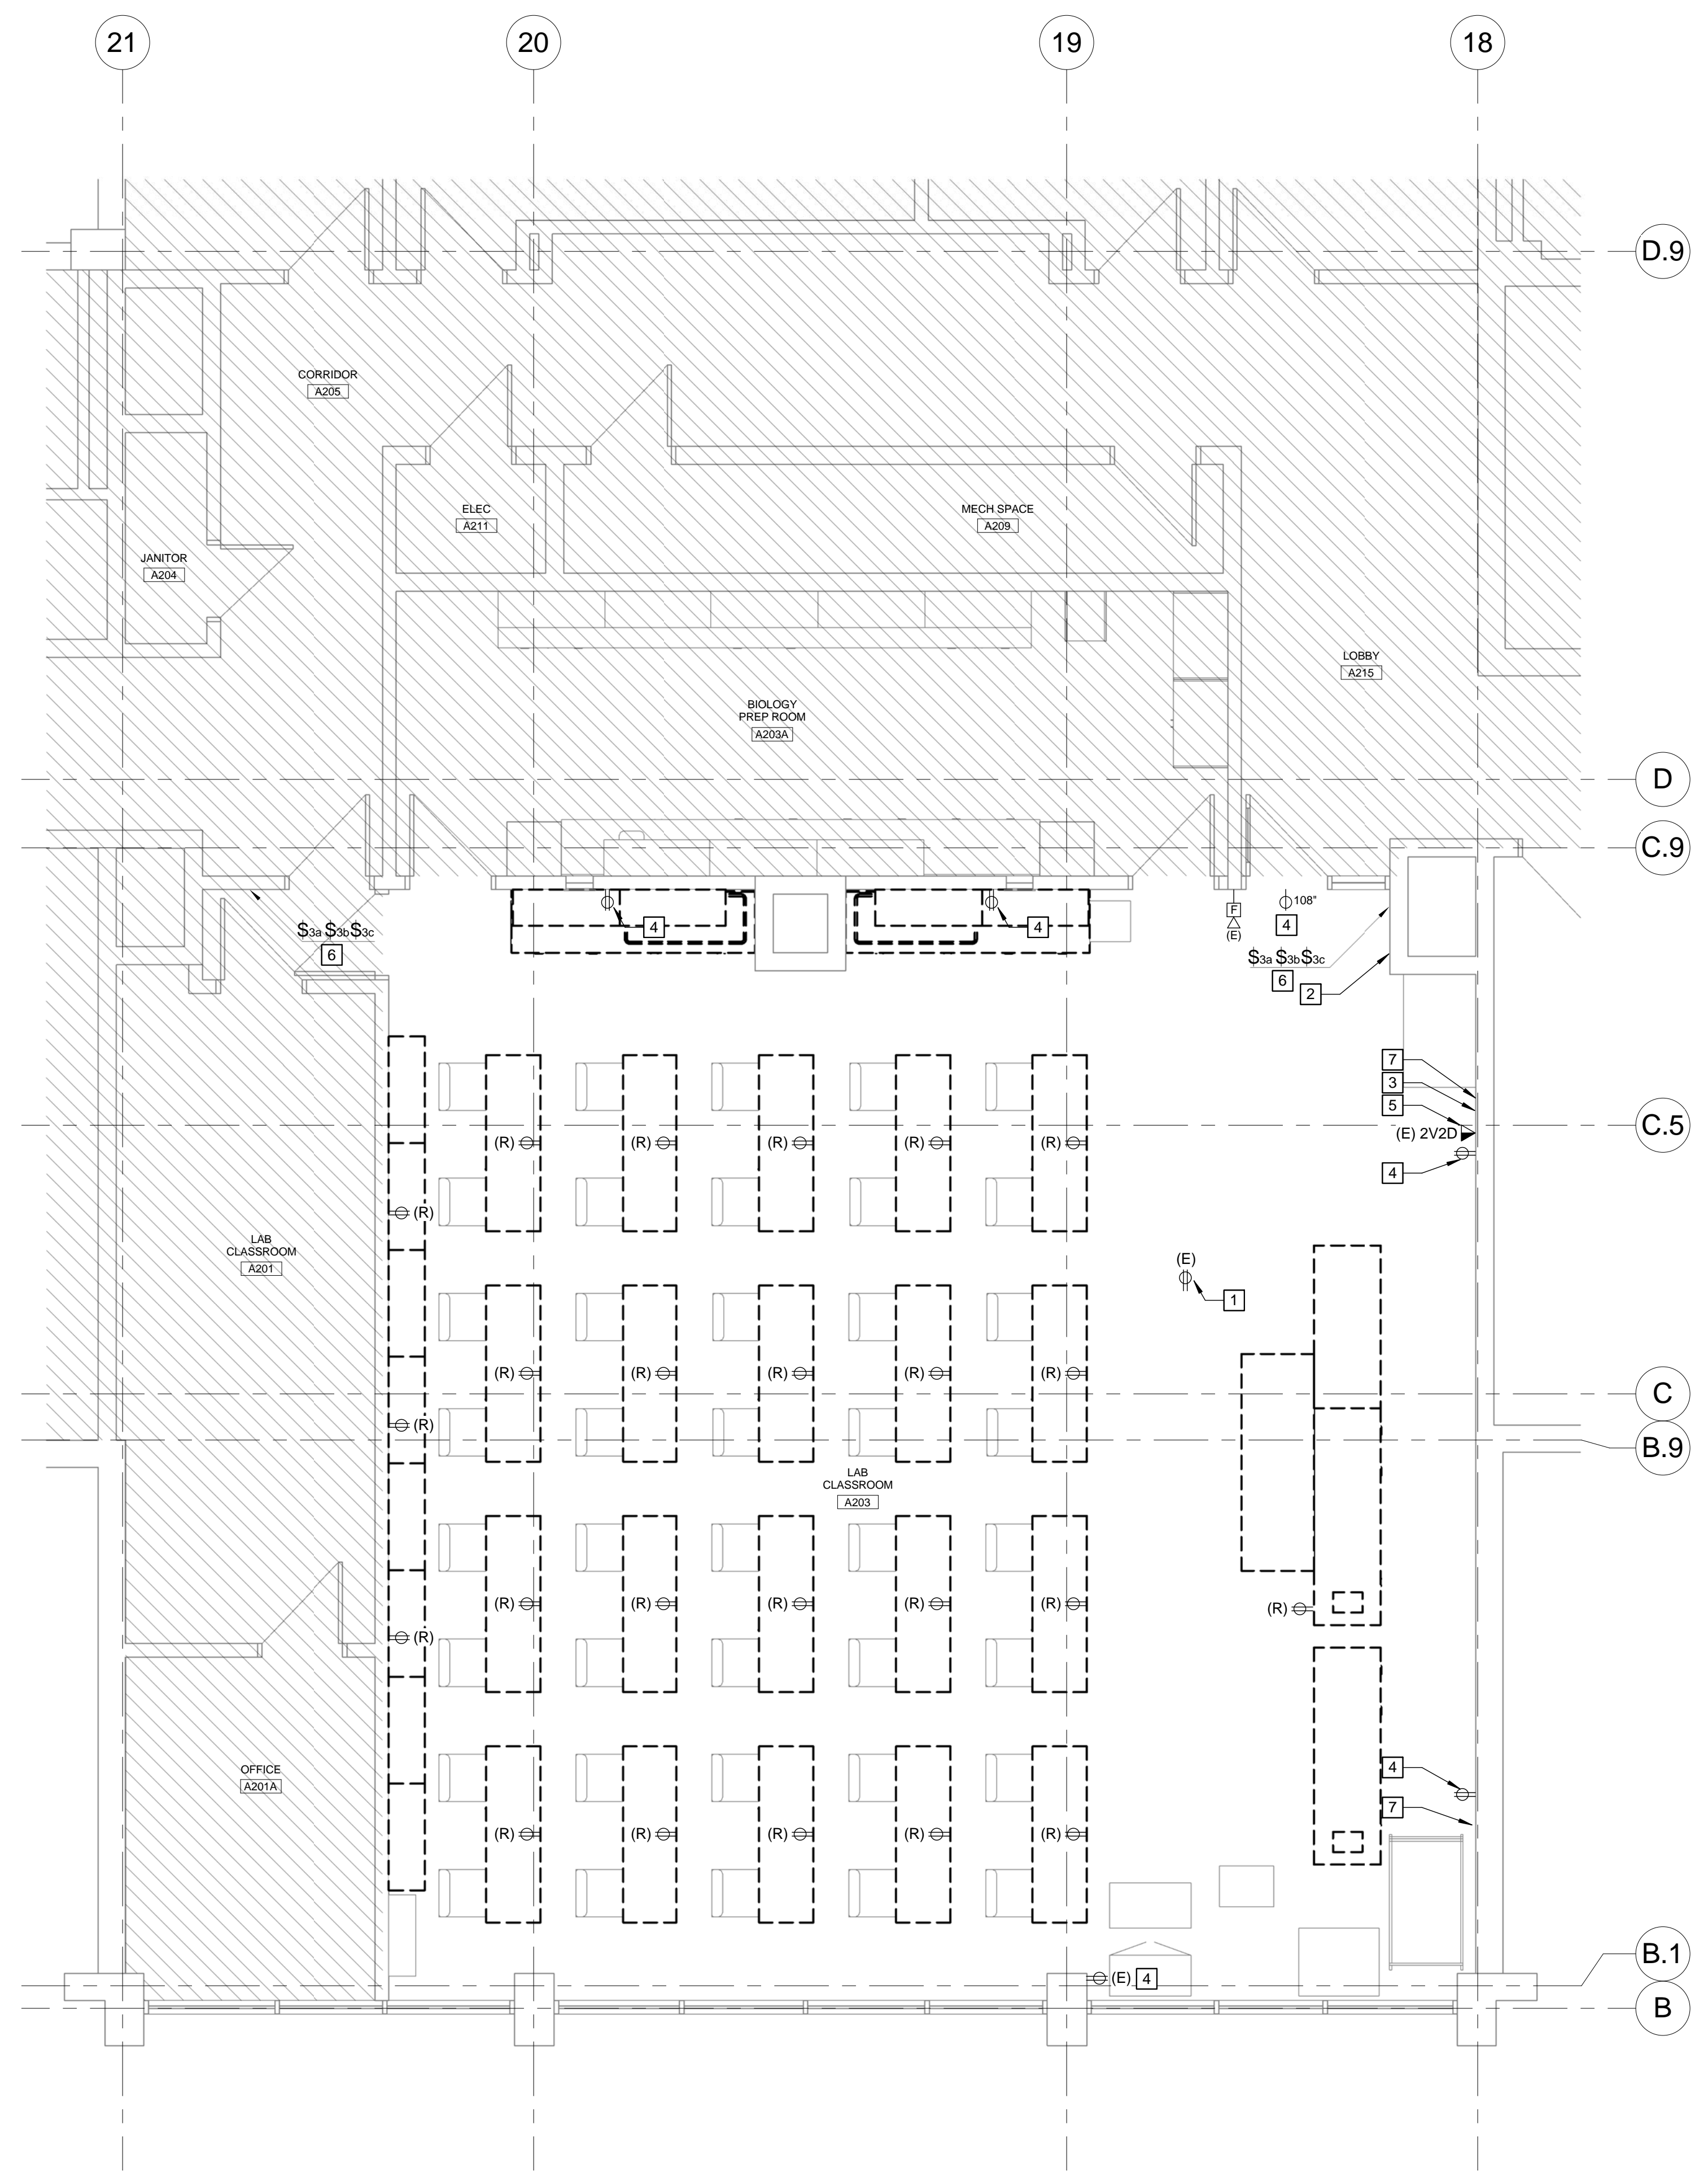 21
20
19
18
D.9
CORRIDOR
A205
ELEC
A211
MECH SPACE
A209
JANITOR
A204
LOBBY
A215
BIOLOGY
PREP ROOM
A203A
D
C.9
108"
F
(E)
4
4
4
$3a $3b $3c
6
$3a $3b $3c
6
2
7
3
5
C.5
(E) 2V2D
4
(R)
(R)
(R)
(R)
(R)
(R)
LAB
CLASSROOM
A201
(E)
1
(R)
(R)
(R)
(R)
(R)
C
(R)
B.9
LAB
CLASSROOM
A203
(R)
(R)
(R)
(R)
(R)
(R)
(R)
4
OFFICE
A201A
7
(R)
(R)
(R)
(R)
(R)
B.1
(E)
4
B